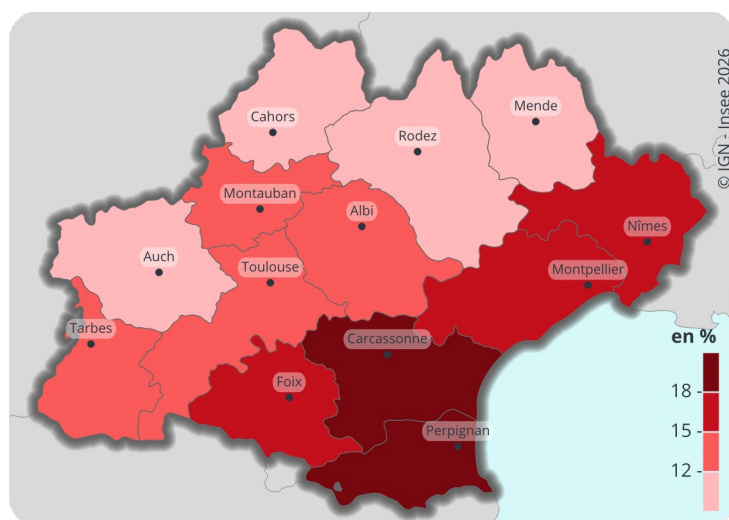 Cahors
Mende
Rodez
Montauban
Albi
Nîmes
Auch
Toulouse
Montpellier
Tarbes
Carcassonne
Foix
Perpignan
en %
18
15
12
© IGN - Insee 2026